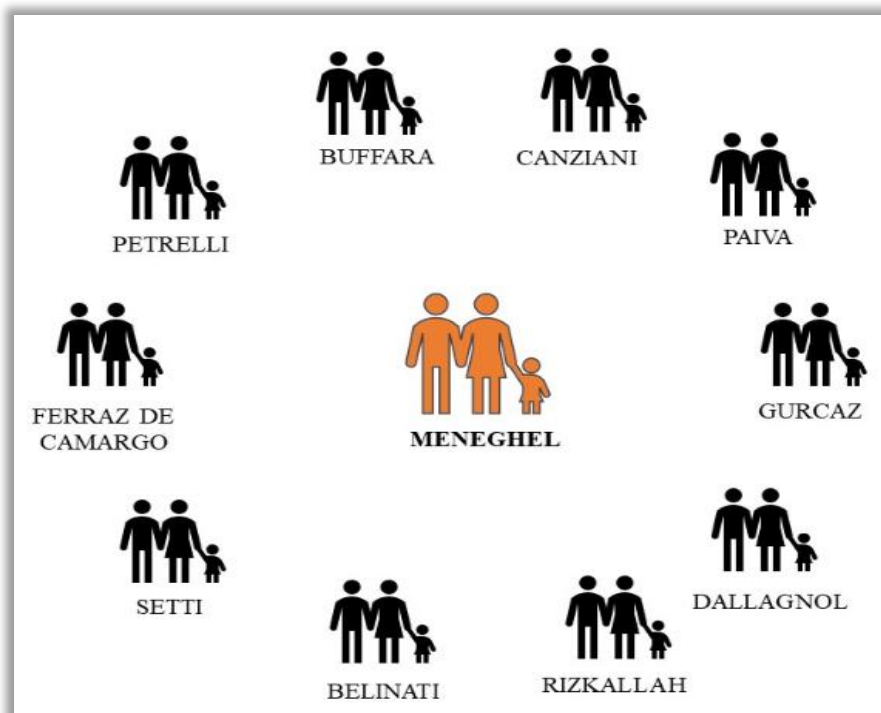 BUFFARA
CANZIANI
PETRELLI
PAIVA
MENEGHEL
FERRAZ DE
CAMARGO
GURCAZ
SETTI
DALLAGNOL
BELINATI
RIZKALLAH